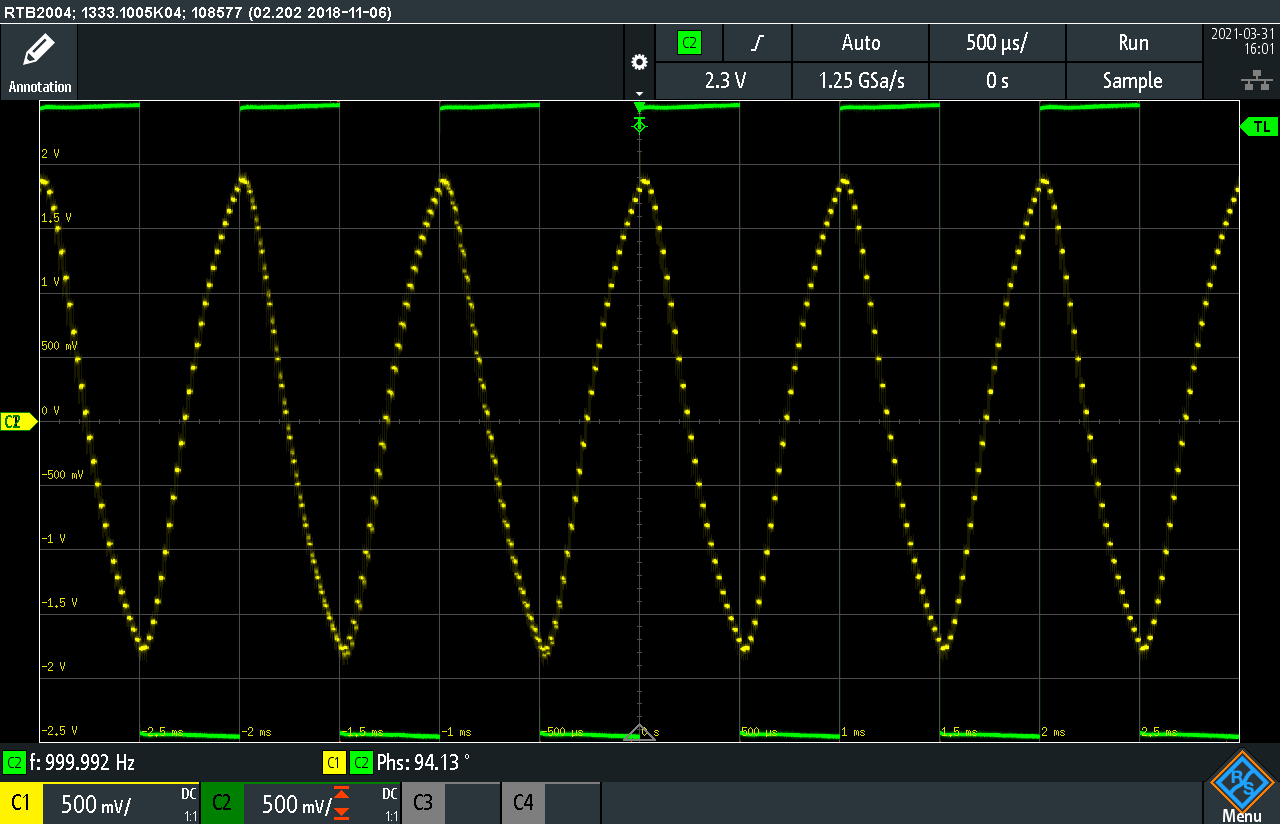 RTB2004; 1333.1005K04; 108577 (02.202 2018-11-06)
Annotation
C2
Auto
500 µs/
Run
2021-03-31
16:01
2.3 V
1.25 GSa/s
0 s
Sample
TL
2 V
1.5 V
1 V
500 mV
0 V
-500 mV
-1 V
-1.5 V
-2 V
-2.5 V
-2.5 ms
-2 ms
-1.5 ms
-1 ms
-500 µs
0 s
500 µs
1 ms
1.5 ms
2 ms
2.5 ms
C2 f: 999.992 Hz
C1 C2 Phs: 94.13 °
C1 500 mV/ DC 1:1
C2 500 mV/ DC 1:1
C3
C4
R S
Menu